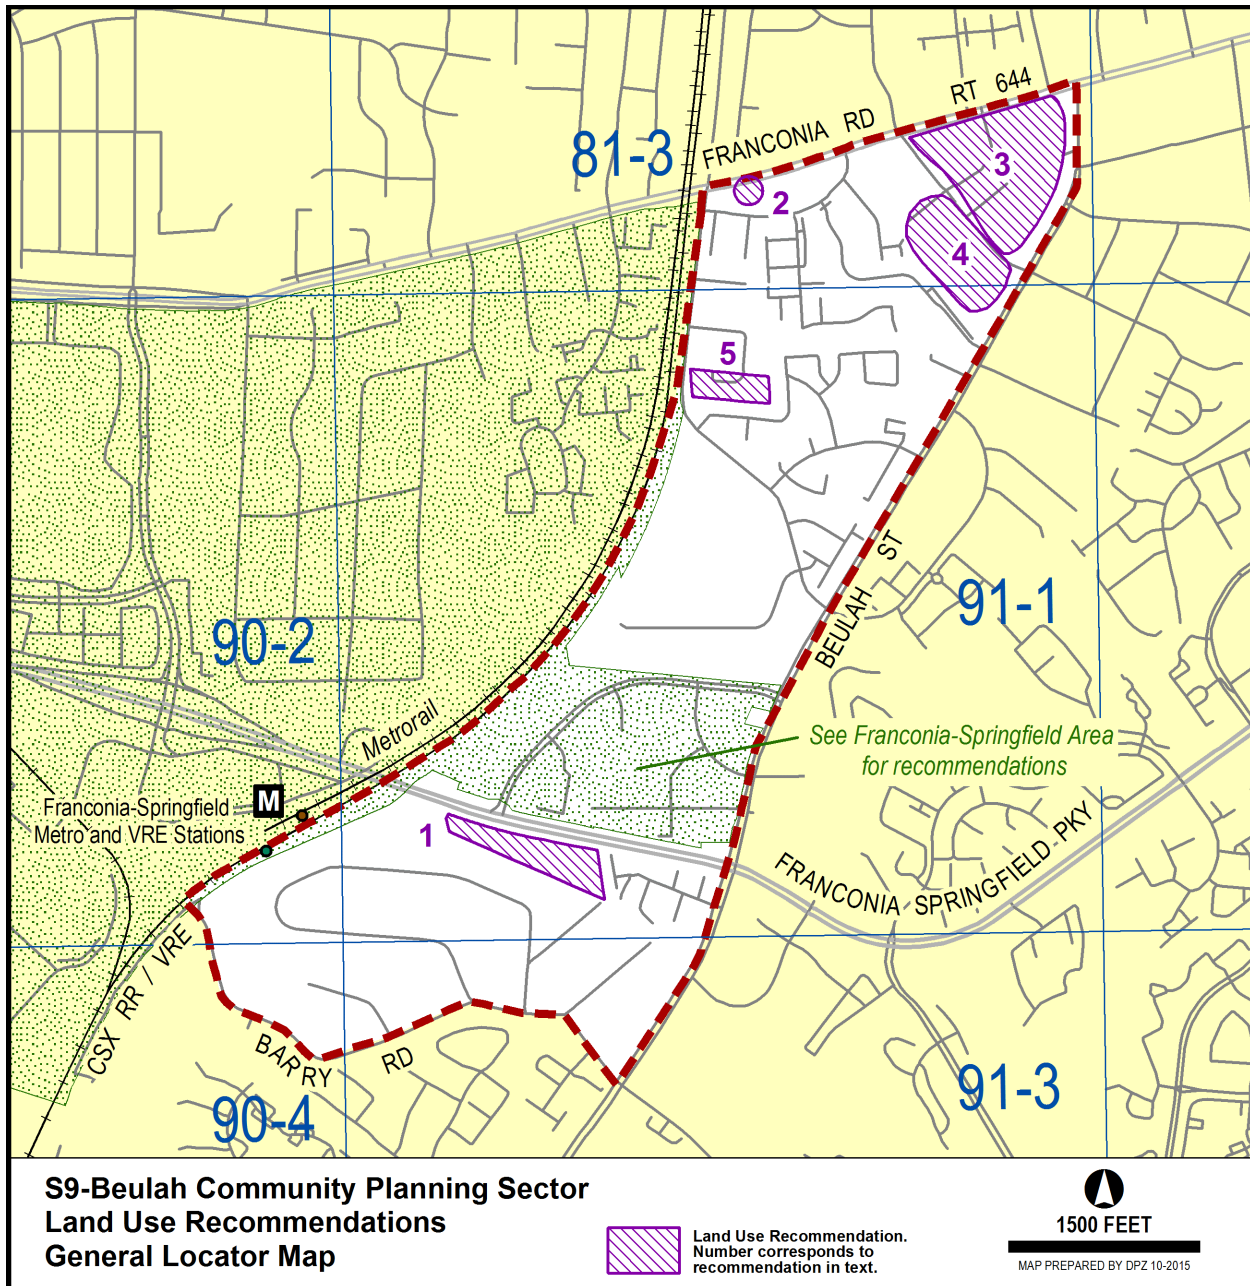 RT 644
FRANCONIA RD
81-3
3
2
4
5
91-1
BEULAH ST
90-2
Metrorail
See Franconia-Springfield Area
for recommendations
M
Franconia-Springfield
Metro and VRE Stations
1
FRANCONIA SPRINGFIELD PKY
CSX RR / VRE
BARRY RD
90-4
91-3
S9-Beulah Community Planning Sector
Land Use Recommendations
General Locator Map
Land Use Recommendation.
Number corresponds to
recommendation in text.
1500 FEET
MAP PREPARED BY DPZ 10-2015